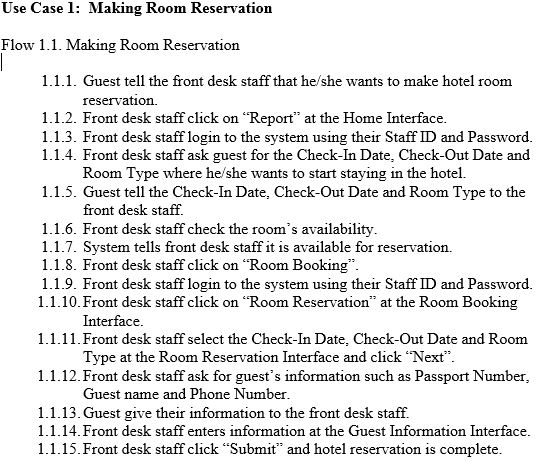 Use Case 1:  Making Room Reservation
Flow 1.1. Making Room Reservation
1.1.1. Guest tell the front desk staff that he/she wants to make hotel room
reservation.
1.1.2. Front desk staff click on “Report” at the Home Interface.
1.1.3. Front desk staff login to the system using their Staff ID and Password.
1.1.4. Front desk staff ask guest for the Check-In Date, Check-Out Date and
Room Type where he/she wants to start staying in the hotel.
1.1.5. Guest tell the Check-In Date, Check-Out Date and Room Type to the
front desk staff.
1.1.6. Front desk staff check the room’s availability.
1.1.7. System tells front desk staff it is available for reservation.
1.1.8. Front desk staff click on “Room Booking”.
1.1.9. Front desk staff login to the system using their Staff ID and Password.
1.1.10. Front desk staff click on “Room Reservation” at the Room Booking
Interface.
1.1.11. Front desk staff select the Check-In Date, Check-Out Date and Room
Type at the Room Reservation Interface and click “Next”.
1.1.12. Front desk staff ask for guest’s information such as Passport Number,
Guest name and Phone Number.
1.1.13. Guest give their information to the front desk staff.
1.1.14. Front desk staff enters information at the Guest Information Interface.
1.1.15. Front desk staff click “Submit” and hotel reservation is complete.